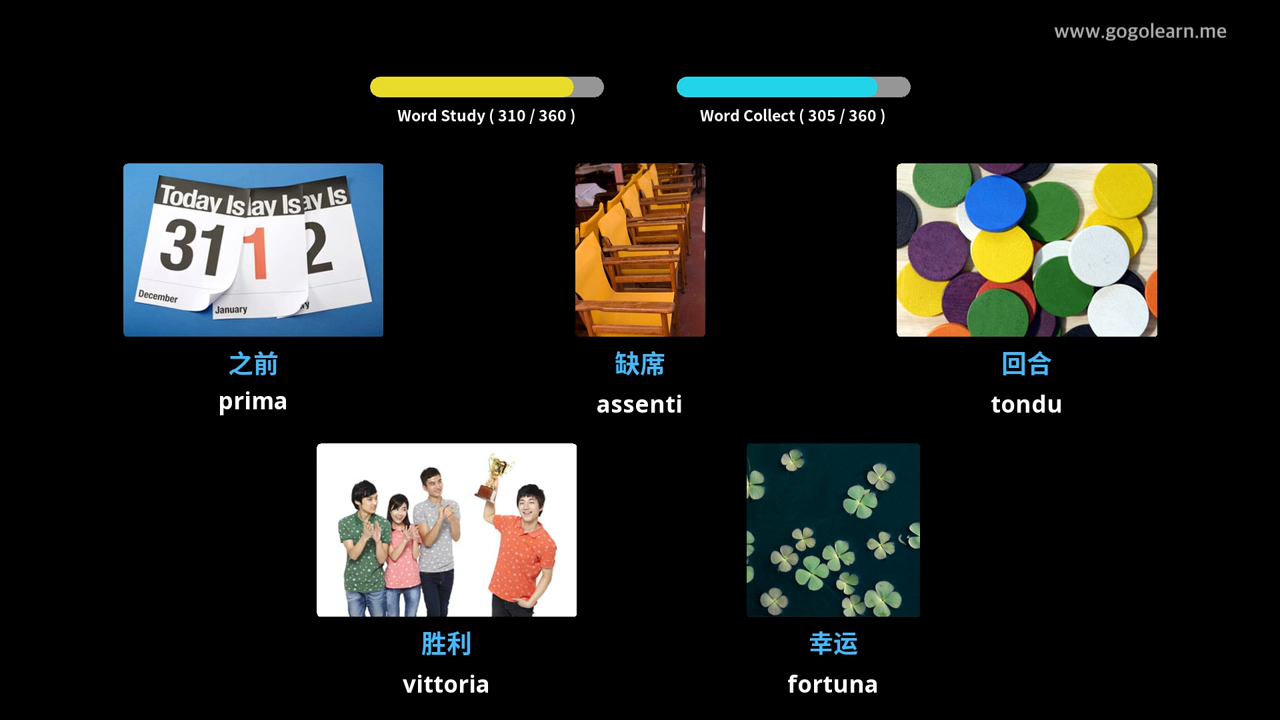 www.gogolearn.me
Word Study ( 310 / 360 )
Word Collect ( 305 / 360 )
Today Is
ay Is
ay Is
31
1
2
December
January
ry
之前
缺席
回合
prima
assenti
tondu
胜利
幸运
vittoria
fortuna